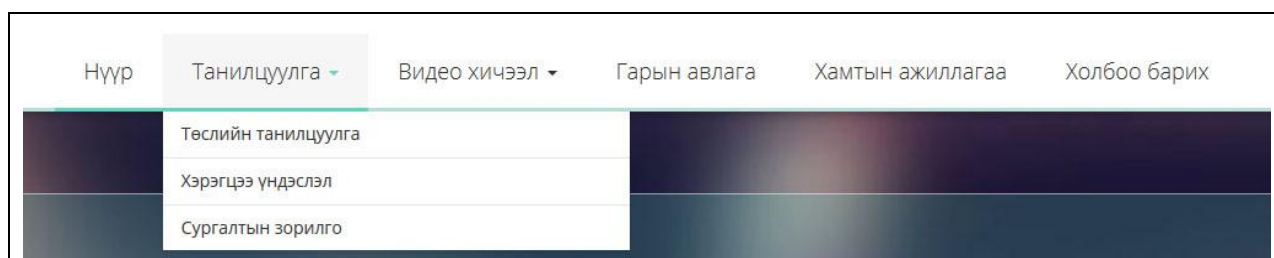 Нүүр Танилцуулга Видео хичээл Гарын авлага Хамтын ажиллагаа Холбоо барих
Төслийн танилцуулга
Хэрэгцээ үндэслэл
Сургалтын зорилго